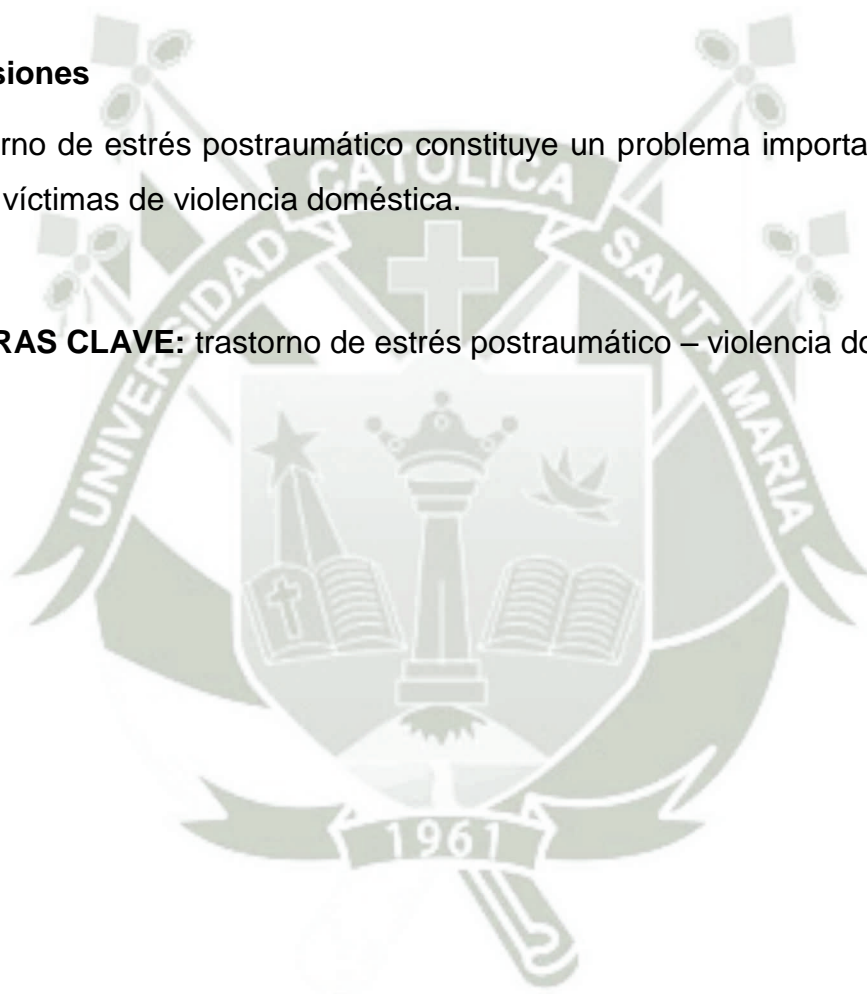 siones
rno de estrés postraumático constituye un problema importa
víctimas de violencia doméstica.
RAS CLAVE: trastorno de estrés postraumático – violencia do
UNIVERSIDAD CATOLICA SANTA MARIA
1961